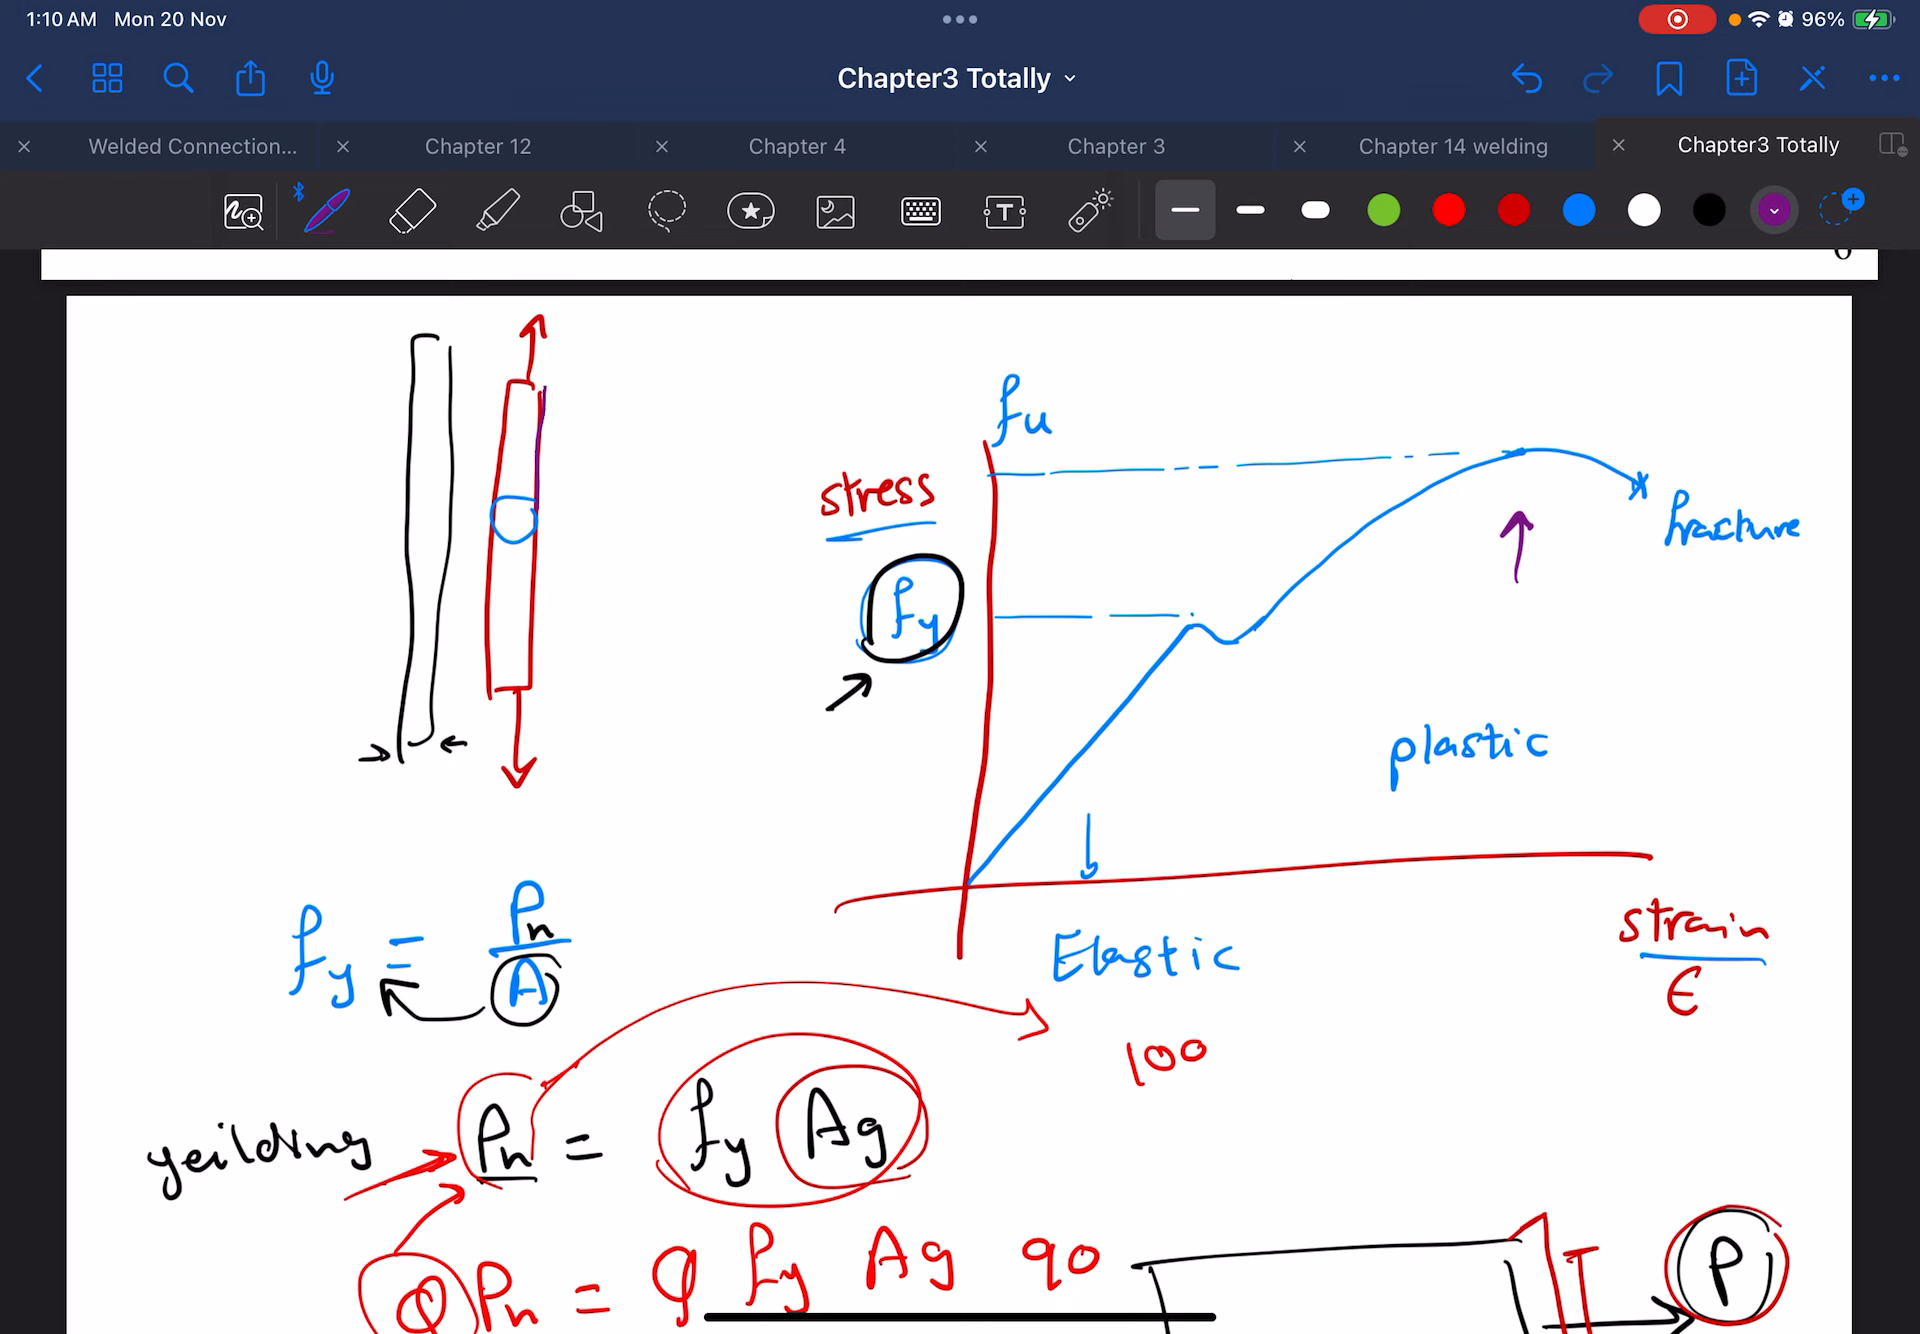 1:10 AM Mon 20 Nov
96%
Chapter3 Totally
Welded Connection...
Chapter 12
Chapter 4
Chapter 3
Chapter 14 welding
Chapter3 Totally
T
fu
stress
fracture
fy
plastic
fy = Pn / A
Elastic
strain
ϵ
100
yeilding Pn = fy Ag
φ Pn = φ fy Ag 90
P